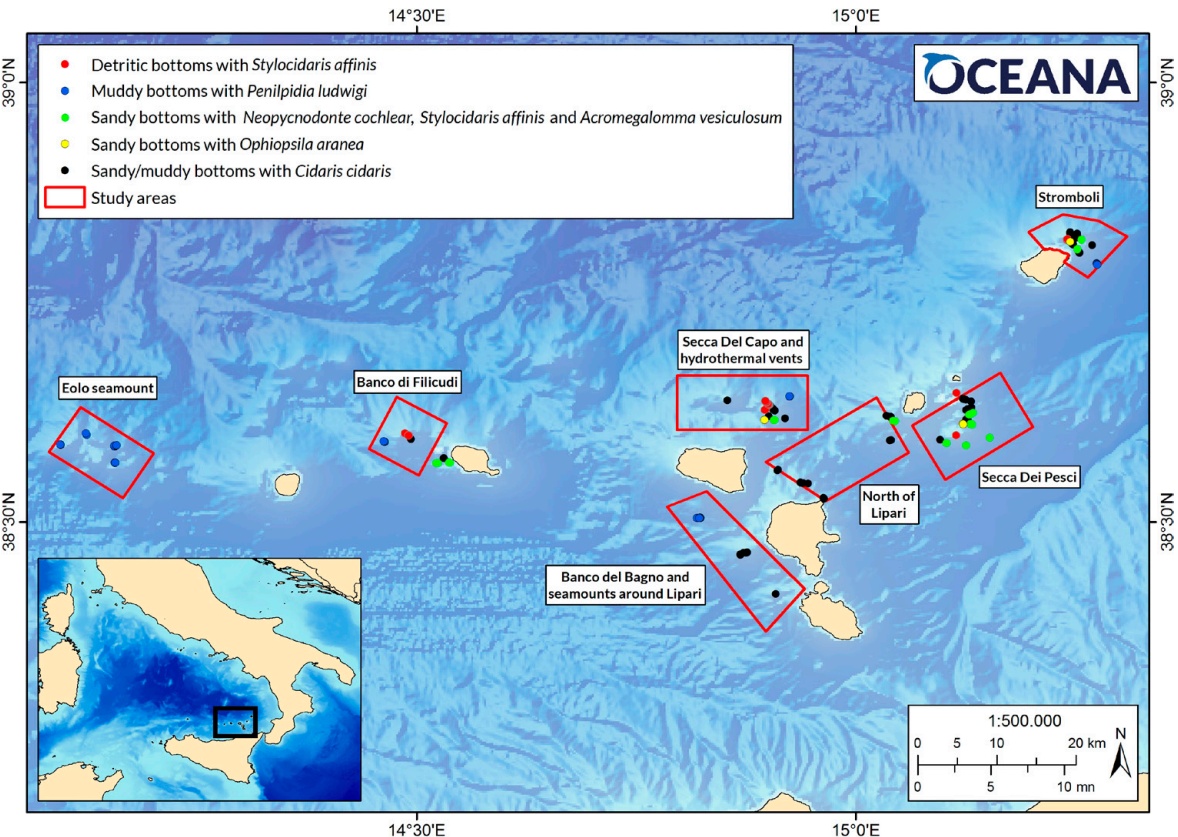 14°30'E
15°0'E
39°0'N
39°0'N
Detritic bottoms with Stylocidaris affinis
Muddy bottoms with Penilpidia ludwigi
Sandy bottoms with Neopycnodonte cochlear, Stylocidaris affinis and Acromegalomma vesiculosum
Sandy bottoms with Ophiopsila aranea
Sandy/muddy bottoms with Cidaris cidaris
Study areas
OCEANA
Stromboli
Secca Del Capo and
hydrothermal vents
Eolo seamount
Banco di Filicudi
Secca Dei Pesci
North of
Lipari
38°30'N
38°30'N
Banco del Bagno and
seamounts around Lipari
1:500.000
0 5 10 20 km
0 5 10 mn
N
14°30'E
15°0'E